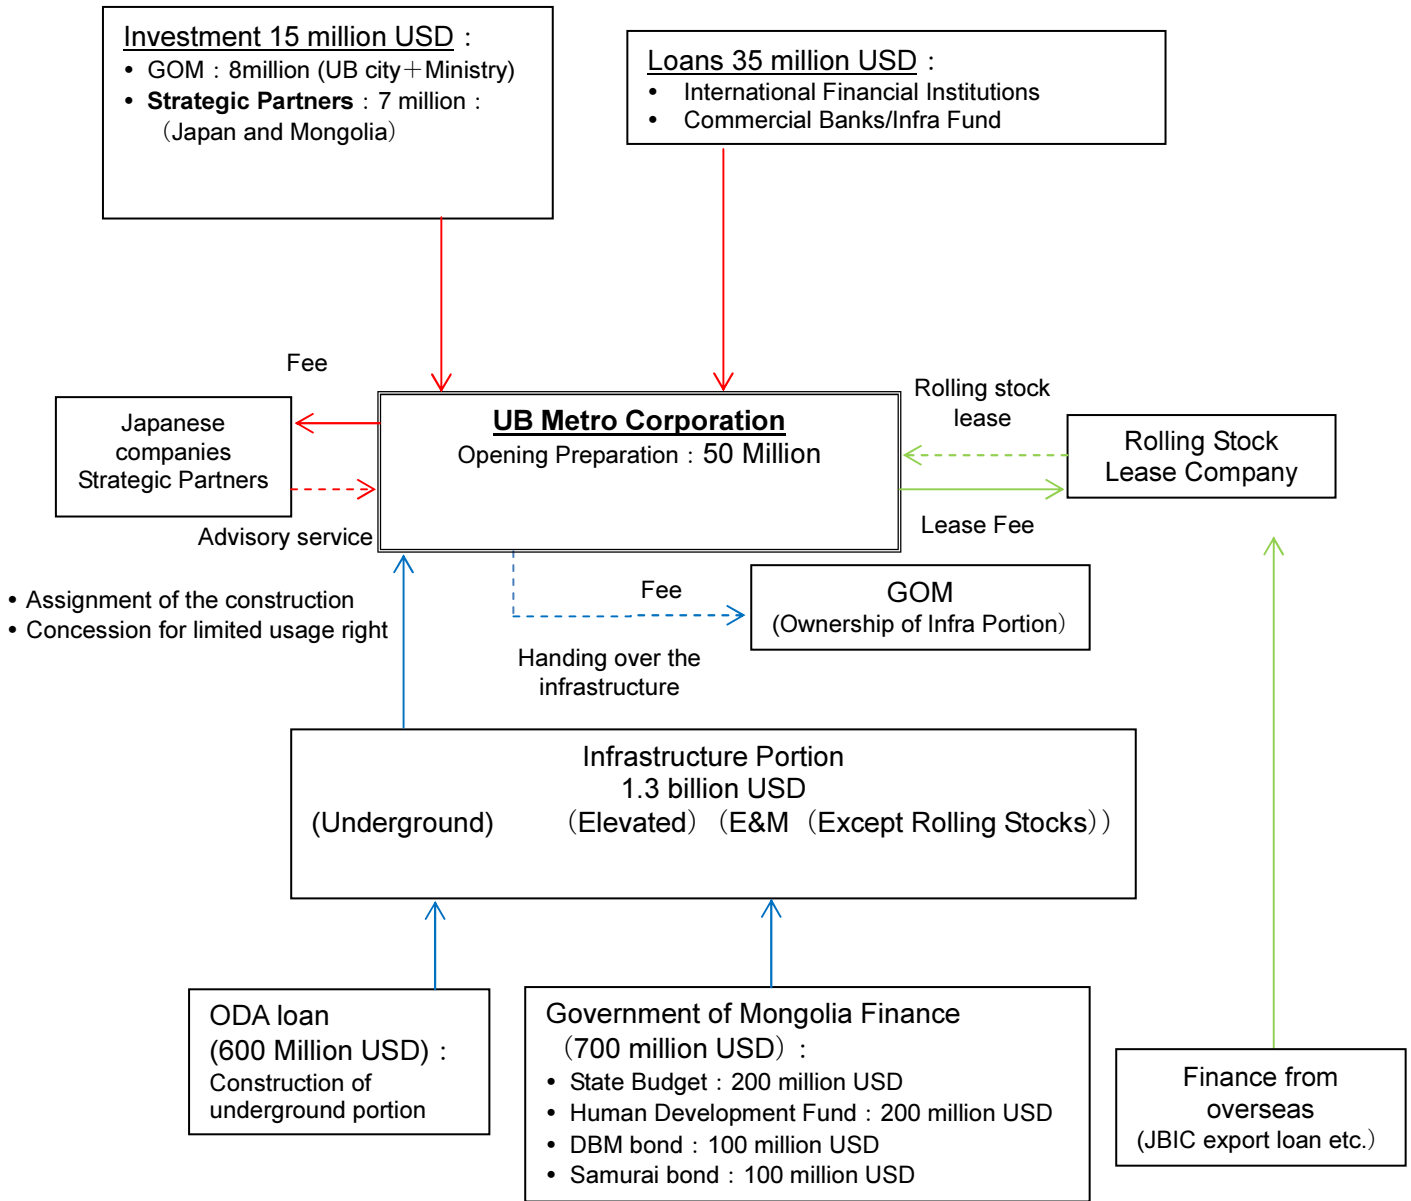 Investment 15 million USD：
• GOM：8million (UB city＋Ministry)
• Strategic Partners：7 million：
（Japan and Mongolia）
Loans 35 million USD：
• International Financial Institutions
• Commercial Banks/Infra Fund
Fee
Japanese
companies
Strategic Partners
Advisory service
UB Metro Corporation
Opening Preparation：50 Million
Rolling stock
lease
Lease Fee
Rolling Stock
Lease Company
• Assignment of the construction
• Concession for limited usage right
Fee
Handing over the
infrastructure
GOM
(Ownership of Infra Portion）
Infrastructure Portion
1.3 billion USD
(Underground) （Elevated）（E&M（Except Rolling Stocks））
ODA loan
(600 Million USD)：
Construction of
underground portion
Government of Mongolia Finance
（700 million USD）：
• State Budget：200 million USD
• Human Development Fund：200 million USD
• DBM bond：100 million USD
• Samurai bond：100 million USD
Finance from
overseas
(JBIC export loan etc.）